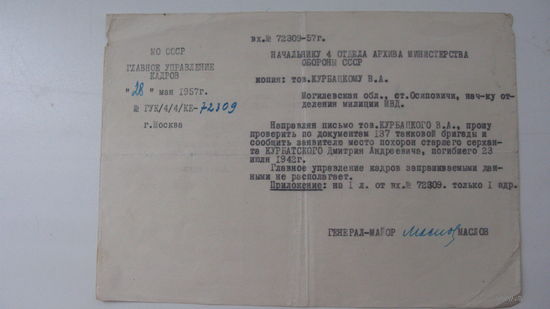 вх.№ 72309-57г.
МО СССР
ГЛАВНОЕ УПРАВЛЕНИЕ
КАДРОВ
"28" мая 1957г.
№ ГУК/4/4/КЕ-72309
г.Москва
НАЧАЛЬНИКУ 4 ОТДЕЛА АРХИВА МИНИСТЕРСТВА
ОБОРОНЫ СССР
копия: тов.КУРБАЦКОМУ В.А.
Могилевская обл., ст.Осиповичи, нач-ку от-
делении милиции МВД.
Направляя письмо тов.КУРБАЦКОГО В.А., прошу
проверить по документам 137 танковой бригады и
сообщить заявителю место похорон старшего сержан-
та КУРБАТСКОГО Дмитрия Андреевича, погибшего 23
июля 1942г.
Главное управление кадров запрашиваемыми дан-
ными не располагает.
Приложение: на 1 л. от вх.№ 72309. только 1 адр.
ГЕНЕРАЛ-МАЙОР Маслов МАСЛОВ